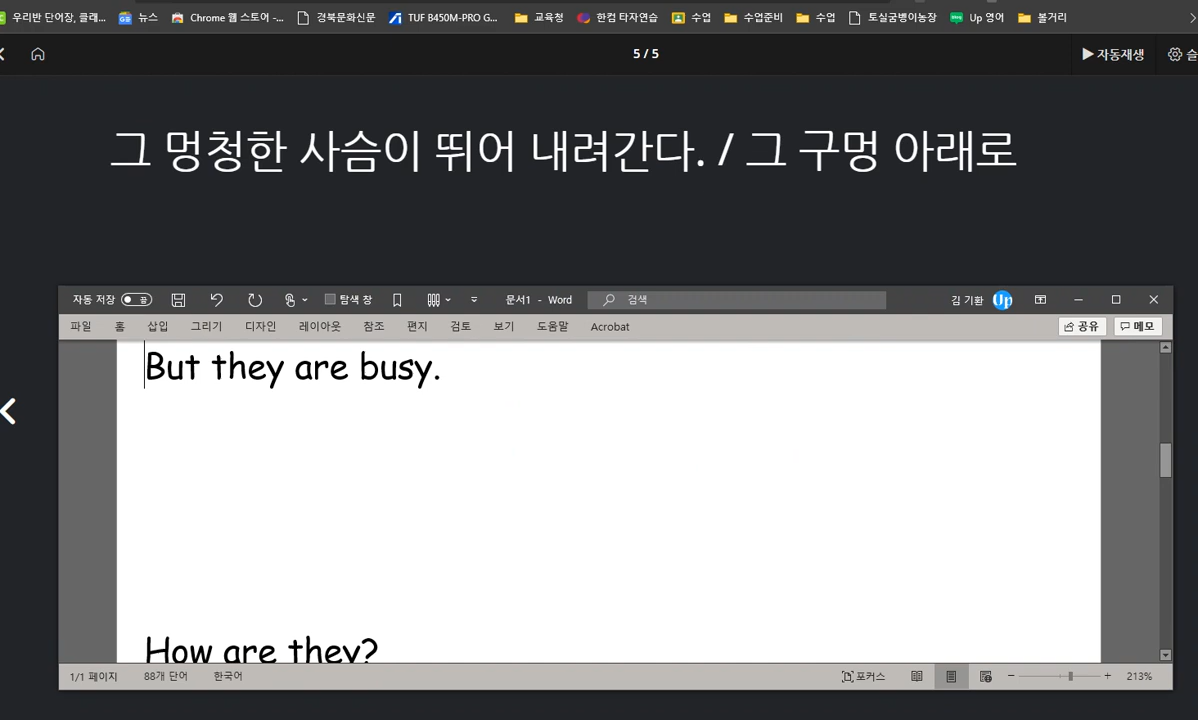 우리반 단어장, 클래... 뉴스 Chrome 웹 스토어 -... 경북문화신문 TUF B450M-PRO G... 교육청 한컴 타자연습 수업 수업준비 수업 토실굼벵이농장 Up 영어 볼거리
5 / 5 자동재생 슬
그 멍청한 사슴이 뛰어 내려간다. / 그 구멍 아래로
자동 저장 끔 탐색 창 문서1 - Word 검색 김 기환 Up
파일 홈 삽입 그리기 디자인 레이아웃 참조 편지 검토 보기 도움말 Acrobat 공유 메모
But they are busy.
How are they?
1/1 페이지 88개 단어 한국어 포커스 213%